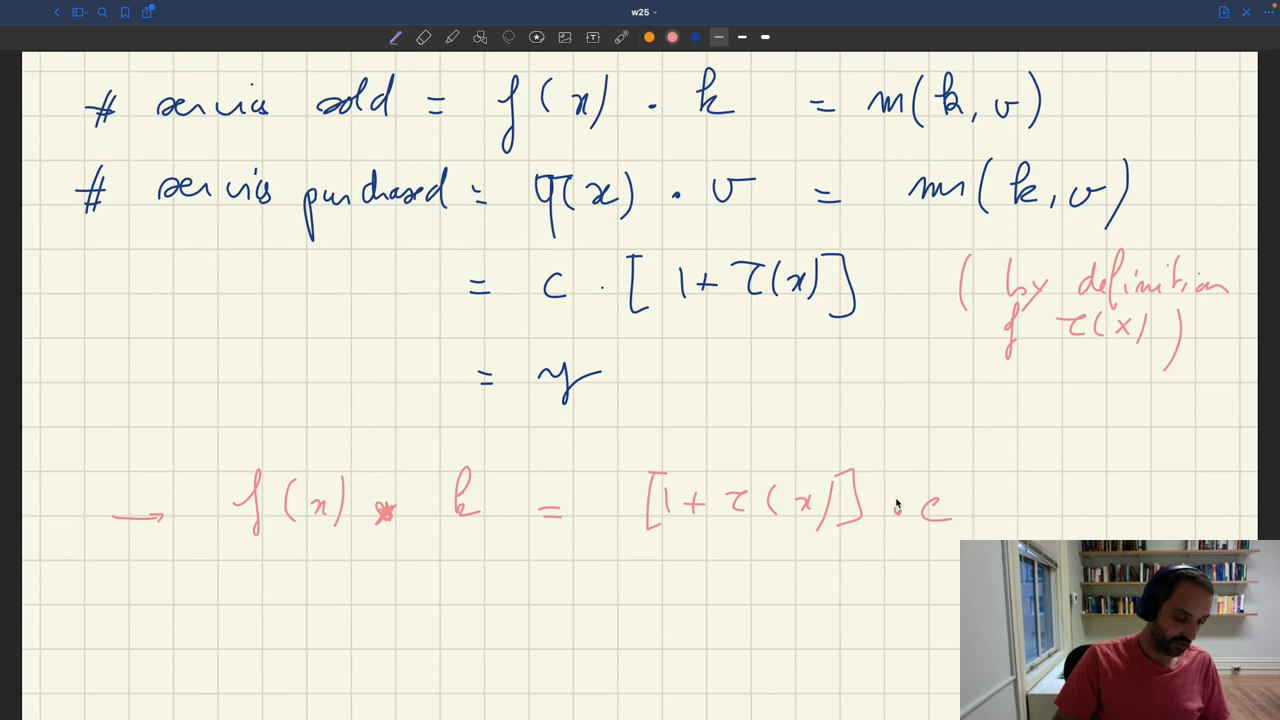 w25
# services sold = f(x) · k = m(k, v)
# services purchased = q(x) · v = m(k, v)
= c · [1 + τ(x)] (by definition of τ(x))
= y
→ f(x) * k = [1 + τ(x)] · c